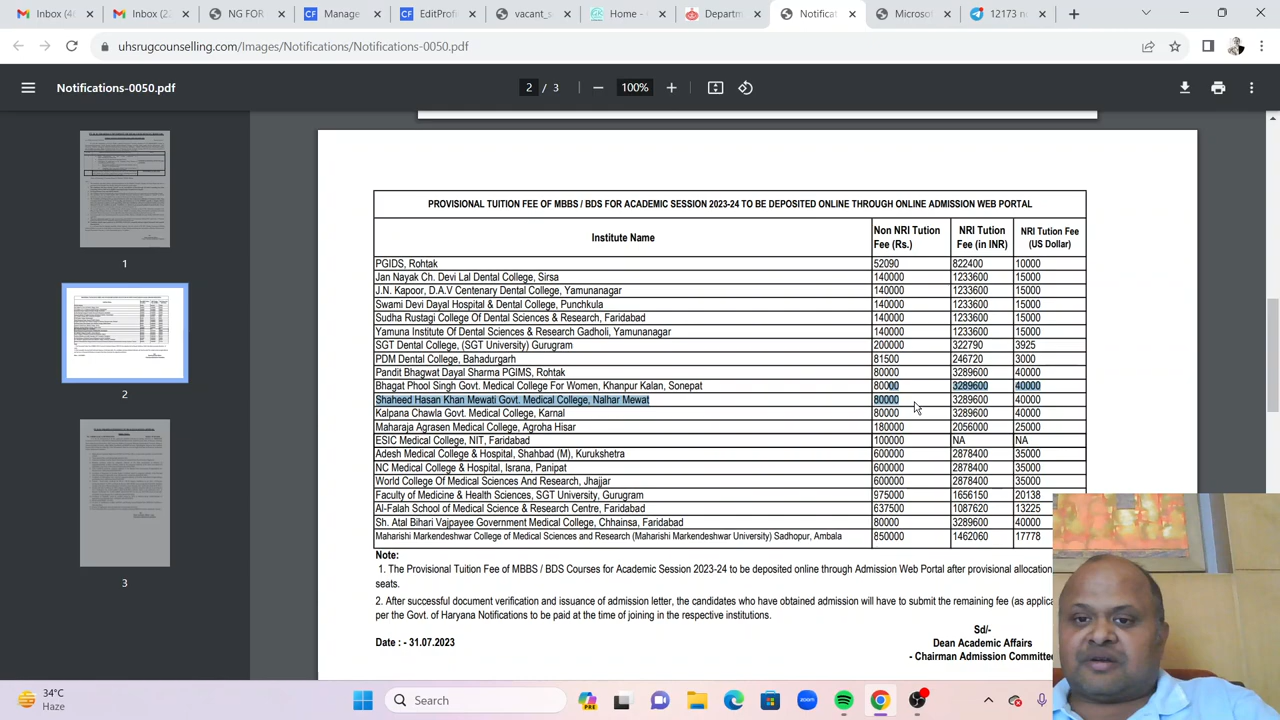 Inbox (4
Inbox (22
NG FOR
Manage
EditProfi
vacant_s
Home -
Departm
Notificat
Microsof
12173 n
uhsrugcounselling.com/Images/Notifications/Notifications-0050.pdf
Notifications-0050.pdf
2 / 3
100%
1
2
3
PROVISIONAL TUITION FEE OF MBBS / BDS FOR ACADEMIC SESSION 2023-24 TO BE DEPOSITED ONLINE THROUGH ONLINE ADMISSION WEB PORTAL
Institute Name Non NRI Tution Fee (Rs.) NRI Tution Fee (in INR) NRI Tution Fee (US Dollar)
PGIDS, Rohtak 52090 822400 10000
Jan Nayak Ch. Devi Lal Dental College, Sirsa 140000 1233600 15000
J.N. Kapoor, D.A.V Centenary Dental College, Yamunanagar 140000 1233600 15000
Swami Devi Dayal Hospital & Dental College, Punchkula 140000 1233600 15000
Sudha Rustagi College Of Dental Sciences & Research, Faridabad 140000 1233600 15000
Yamuna Institute Of Dental Sciences & Research Gadholi, Yamunanagar 140000 1233600 15000
SGT Dental College, (SGT University) Gurugram 200000 322790 3925
PDM Dental College, Bahadurgarh 81500 246720 3000
Pandit Bhagwat Dayal Sharma PGIMS, Rohtak 80000 3289600 40000
Bhagat Phool Singh Govt. Medical College For Women, Khanpur Kalan, Sonepat 80000 3289600 40000
Shaheed Hasan Khan Mewati Govt. Medical College, Nalhar Mewat 80000 3289600 40000
Kalpana Chawla Govt. Medical College, Karnal 80000 3289600 40000
Maharaja Agrasen Medical College, Agroha Hisar 180000 2056000 25000
ESIC Medical College, NIT, Faridabad 100000 NA NA
Adesh Medical College & Hospital, Shahbad (M), Kurukshetra 600000 2878400 35000
NC Medical College & Hospital, Israna, Panipat 600000 2878400 35000
World College Of Medical Sciences And Research, Jhajjar 600000 2878400 35000
Faculty of Medicine & Health Sciences, SGT University, Gurugram 975000 1656150 20138
Al-Falah School of Medical Science & Research Centre, Faridabad 637500 1087620 13225
Sh. Atal Bihari Vajpayee Government Medical College, Chhainsa, Faridabad 80000 3289600 40000
Maharishi Markendeshwar College of Medical Sciences and Research (Maharishi Markendeshwar University) Sadhopur, Ambala 850000 1462060 17778
Note:
1. The Provisional Tuition Fee of MBBS / BDS Courses for Academic Session 2023-24 to be deposited online through Admission Web Portal after provisional allocation
seats.
2. After successful document verification and issuance of admission letter, the candidates who have obtained admission will have to submit the remaining fee (as applica
per the Govt. of Haryana Notifications to be paid at the time of joining in the respective institutions.
Sd/-
Date : - 31.07.2023
Dean Academic Affairs
- Chairman Admission Committe
34°C
Haze
Search
zoom